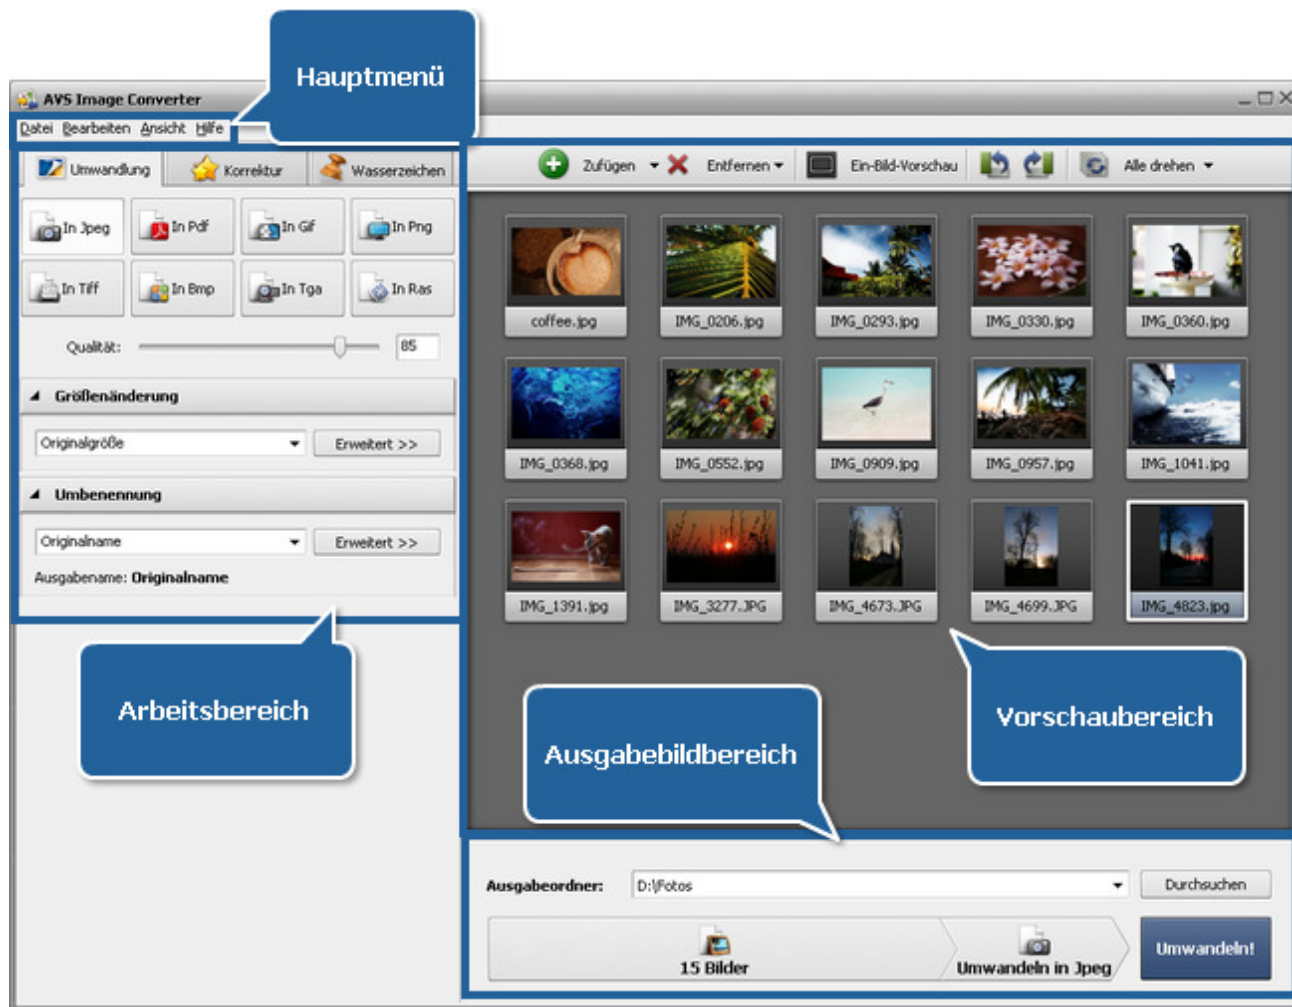 Hauptmenü
AVS Image Converter
Datei Bearbeiten Ansicht Hilfe
Umwandlung Korrektur Wasserzeichen
Zufügen Entfernen Ein-Bild-Vorschau Alle drehen
In Jpeg In Pdf In Gif In Png
In Tiff In Bmp In Tga In Ras
Qualität: 85
Größenänderung
Originalgröße Erweitert >>
Umbenennung
Originalname Erweitert >>
Ausgabename: Originalname
coffee.jpg IMG_0206.jpg IMG_0293.jpg IMG_0330.jpg IMG_0360.jpg
IMG_0368.jpg IMG_0552.jpg IMG_0909.jpg IMG_0957.jpg IMG_1041.jpg
IMG_1391.jpg IMG_3277.JPG IMG_4673.JPG IMG_4699.JPG IMG_4823.jpg
Arbeitsbereich
Vorschaubereich
Ausgabebildbereich
Ausgabeordner: D:\Fotos Durchsuchen
15 Bilder Umwandeln in Jpeg Umwandeln!